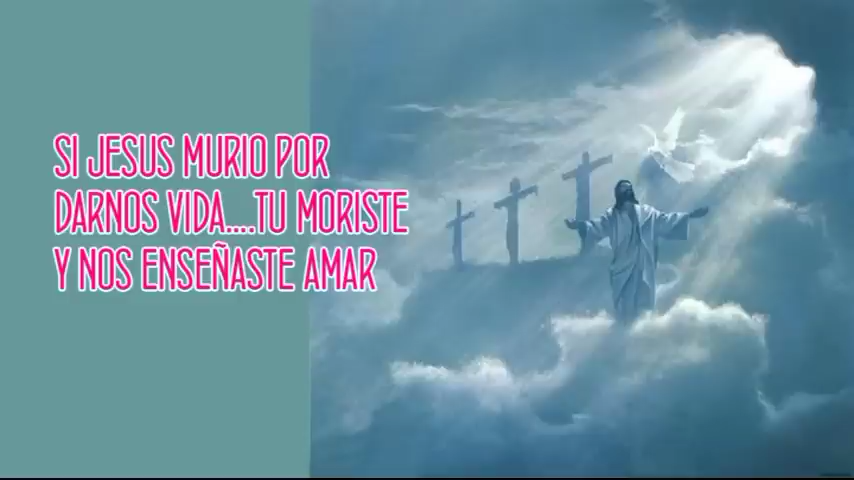 SI JESUS MURIO POR
DARNOS VIDA....TU MORISTE
Y NOS ENSEÑASTE AMAR